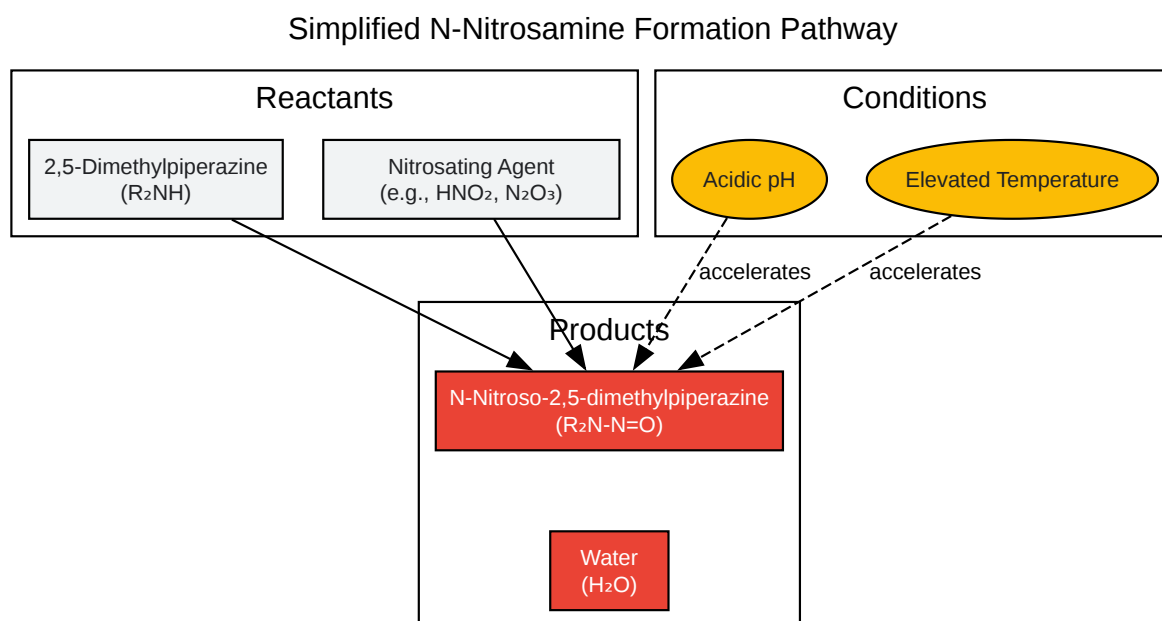 Simplified N-Nitrosamine Formation Pathway
Reactants
Conditions
2,5-Dimethylpiperazine
(R₂NH)
Nitrosating Agent
(e.g., HNO₂, N₂O₃)
Acidic pH
Elevated Temperature
accelerates
accelerates
Products
N-Nitroso-2,5-dimethylpiperazine
(R₂N-N=O)
Water
(H₂O)